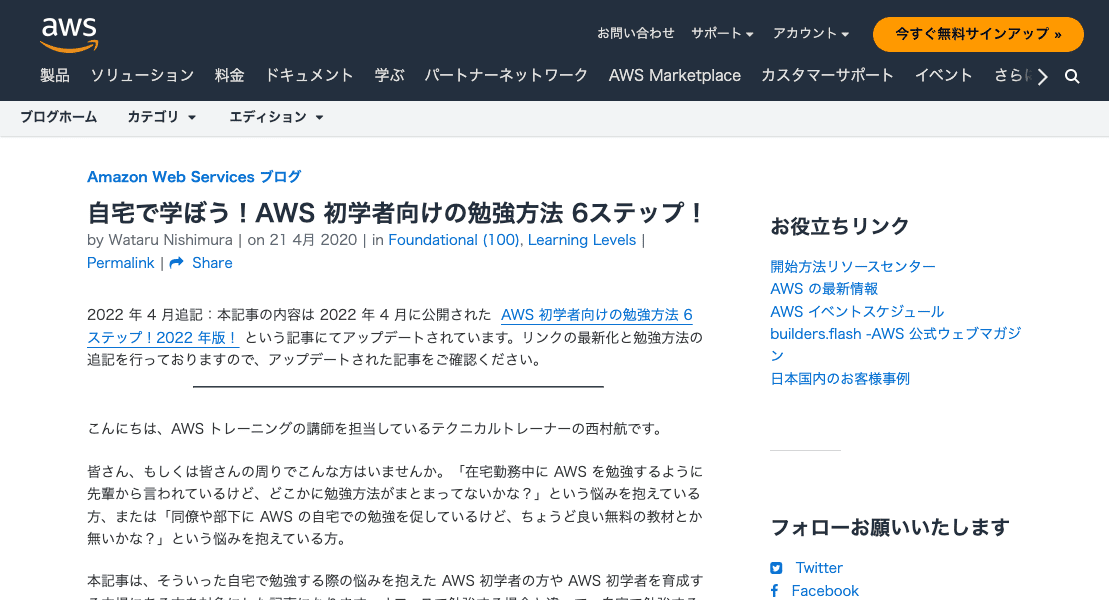 aws
お問い合わせ サポート アカウント 今すぐ無料サインアップ »
製品 ソリューション 料金 ドキュメント 学ぶ パートナーネットワーク AWS Marketplace カスタマーサポート イベント さらに
ブログホーム カテゴリ エディション
Amazon Web Services ブログ
自宅で学ぼう！AWS 初学者向けの勉強方法 6ステップ！
by Wataru Nishimura | on 21 4月 2020 | in Foundational (100), Learning Levels |
Permalink | Share
2022 年 4 月追記：本記事の内容は 2022 年 4 月に公開された AWS 初学者向けの勉強方法 6
ステップ！2022 年版！ という記事にてアップデートされています。リンクの最新化と勉強方法の
追記を行っておりますので、アップデートされた記事をご確認ください。
こんにちは、AWS トレーニングの講師を担当しているテクニカルトレーナーの西村航です。
皆さん、もしくは皆さんの周りでこんな方はいませんか。「在宅勤務中に AWS を勉強するように
先輩から言われているけど、どこかに勉強方法がまとまってないかな？」という悩みを抱えている
方、または「同僚や部下に AWS の自宅での勉強を促しているけど、ちょうど良い無料の教材とか
無いかな？」という悩みを抱えている方。
本記事は、そういった自宅で勉強する際の悩みを抱えた AWS 初学者の方や AWS 初学者を育成す
お役立ちリンク
開始方法リソースセンター
AWS の最新情報
AWS イベントスケジュール
builders.flash -AWS 公式ウェブマガジ
ン
日本国内のお客様事例
フォローお願いいたします
Twitter
Facebook